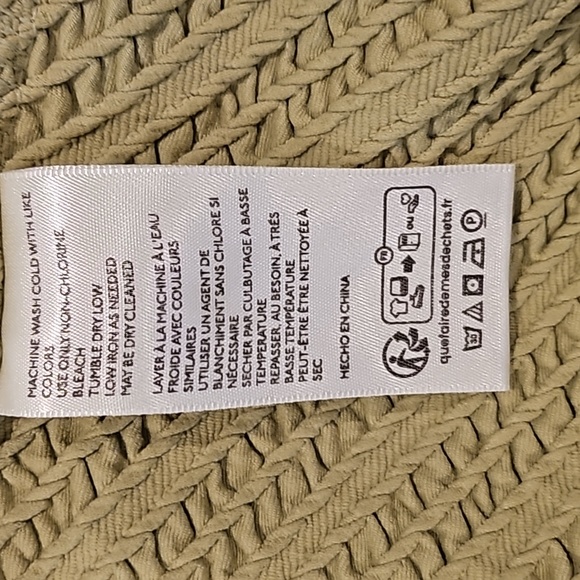 MACHINE WASH COLD WITH LIKE
COLORS
USE ONLY NON-CHLORINE
BLEACH
TUMBLE DRY LOW
LOW IRON AS NEEDED
MAY BE DRY CLEANED
LAVER À LA MACHINE À L'EAU
FROIDE AVEC COULEURS
SIMILAIRES
UTILISER UN AGENT DE
BLANCHIMENT SANS CHLORE SI
NÉCESSAIRE
SECHER PAR CULBUTAGE À BASSE
TEMPERATURE
REPASSER, AU BESOIN, À TRÈS
BASSE TEMPÉRATURE
PEUT-ÊTRE ÊTRE NETTOYÉE À
SEC
HECHO EN CHINA
FR
OU
quefairedemesdechets.fr
30
P